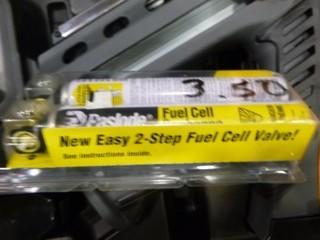 3.50
Paslode
Fuel Cell
New Easy 2-Step Fuel Cell Valve!
See instructions inside.